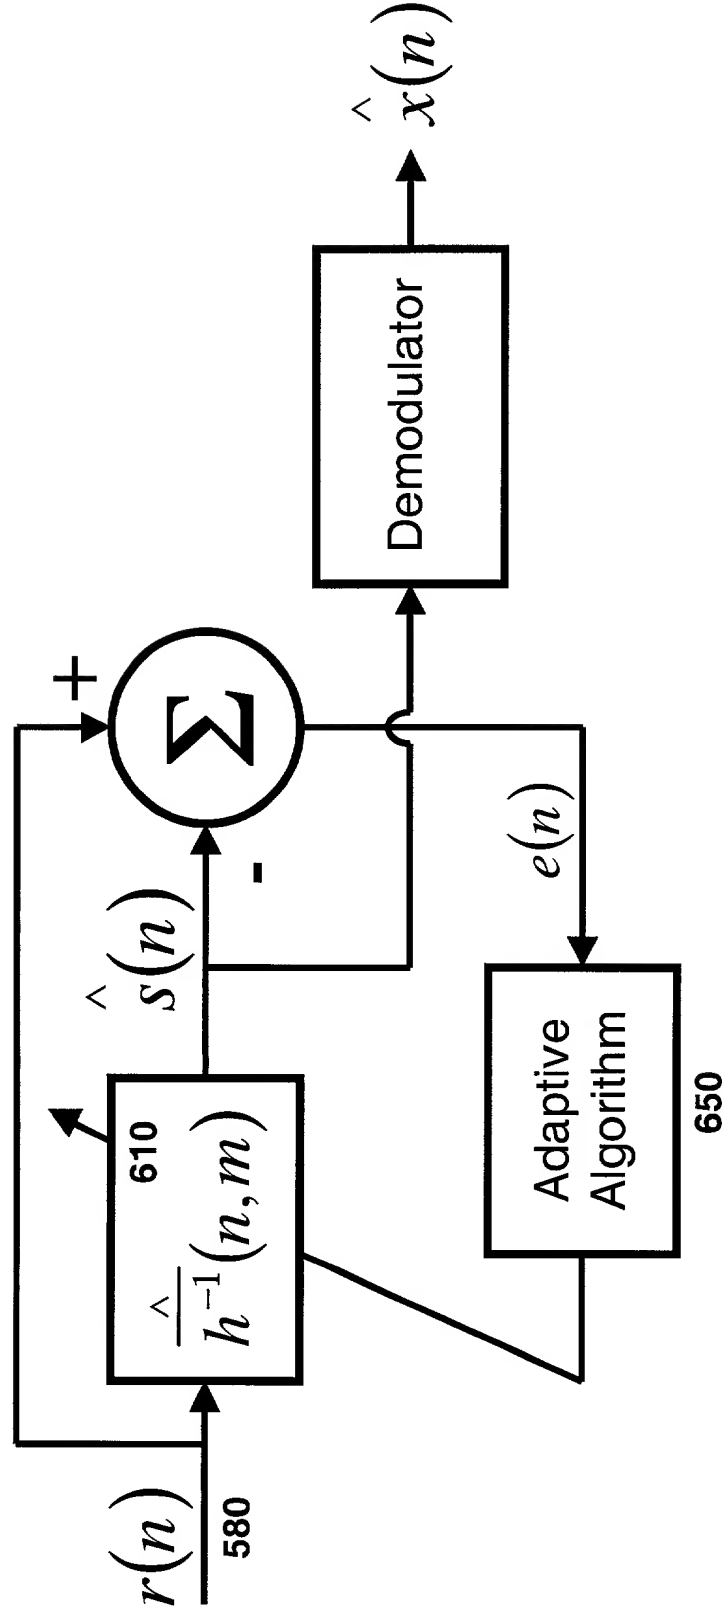 r(n)
580
ĥ⁻¹(n,m)
610
ŝ(n)
+
-
Σ
e(n)
Adaptive
Algorithm
650
Demodulator
x̂(n)